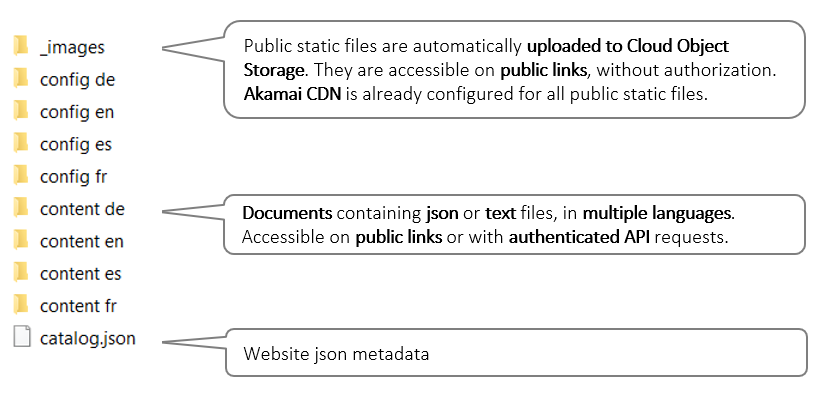 _images
config de
config en
config es
config fr
content de
content en
content es
content fr
catalog.json
Public static files are automatically uploaded to Cloud Object
Storage. They are accessible on public links, without authorization.
Akamai CDN is already configured for all public static files.
Documents containing json or text files, in multiple languages.
Accessible on public links or with authenticated API requests.
Website json metadata